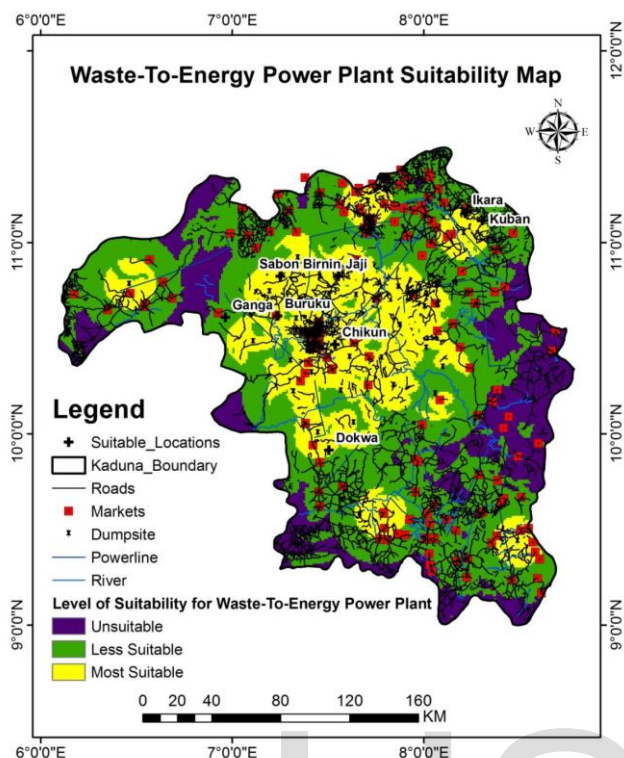 6°0'0"E 7°0'0"E 8°0'0"E
12°0'0"N
Waste-To-Energy Power Plant Suitability Map
N
W E
S
Ikara
Kuban
11°0'0"N 11°0'0"N
Sabon Birnin Jaji
Ganga Buruku
Chikun
10°0'0"N 10°0'0"N
Dokwa
9°0'0"N 9°0'0"N
Legend
Suitable_Locations
Kaduna_Boundary
Roads
Markets
Dumpsite
Powerline
River
Level of Suitability for Waste-To-Energy Power Plant
Unsuitable
Less Suitable
Most Suitable
0 20 40 80 120 160
KM
6°0'0"E 7°0'0"E 8°0'0"E